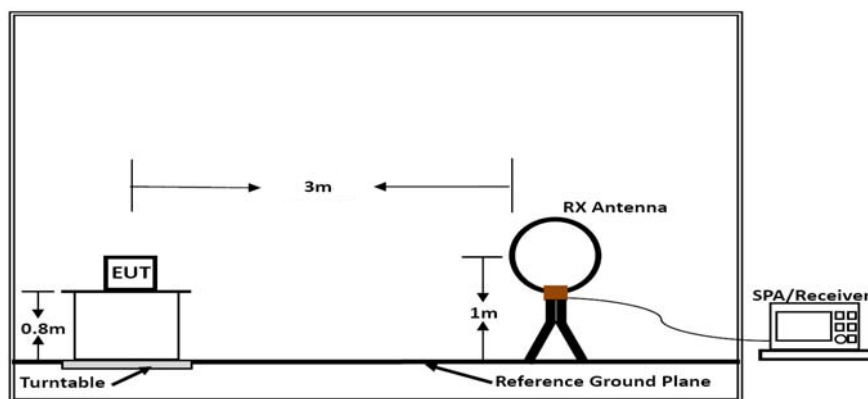 3m
RX Antenna
EUT
SPA/Receiver
0.8m
1m
Turntable
Reference Ground Plane